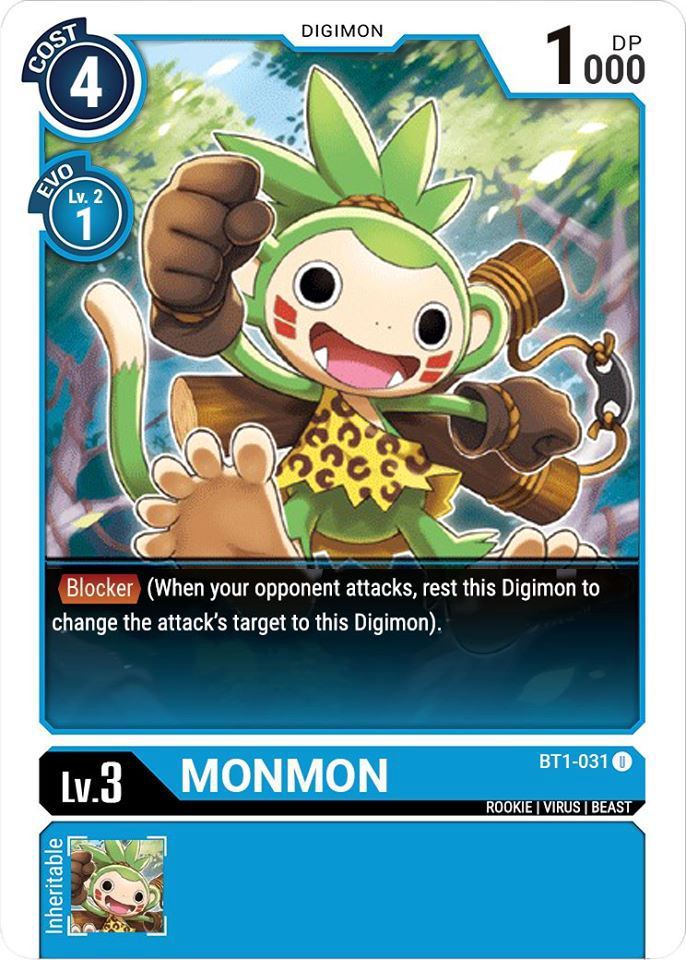 COST
4
DIGIMON
DP
1000
EVO
Lv. 2
1
Blocker (When your opponent attacks, rest this Digimon to
change the attack's target to this Digimon).
Lv.3
MONMON
BT1-031 U
ROOKIE | VIRUS | BEAST
Inheritable